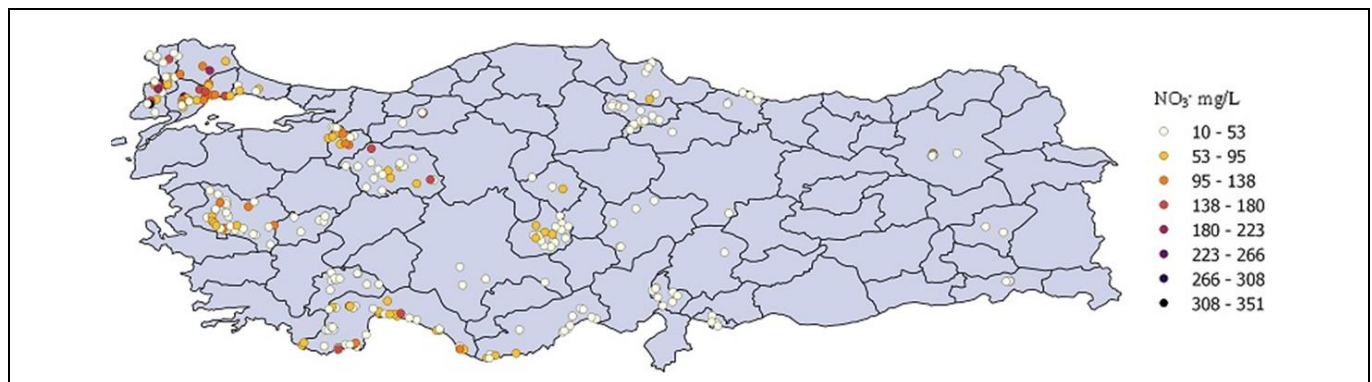 NO₃⁻ mg/L
10 - 53
53 - 95
95 - 138
138 - 180
180 - 223
223 - 266
266 - 308
308 - 351